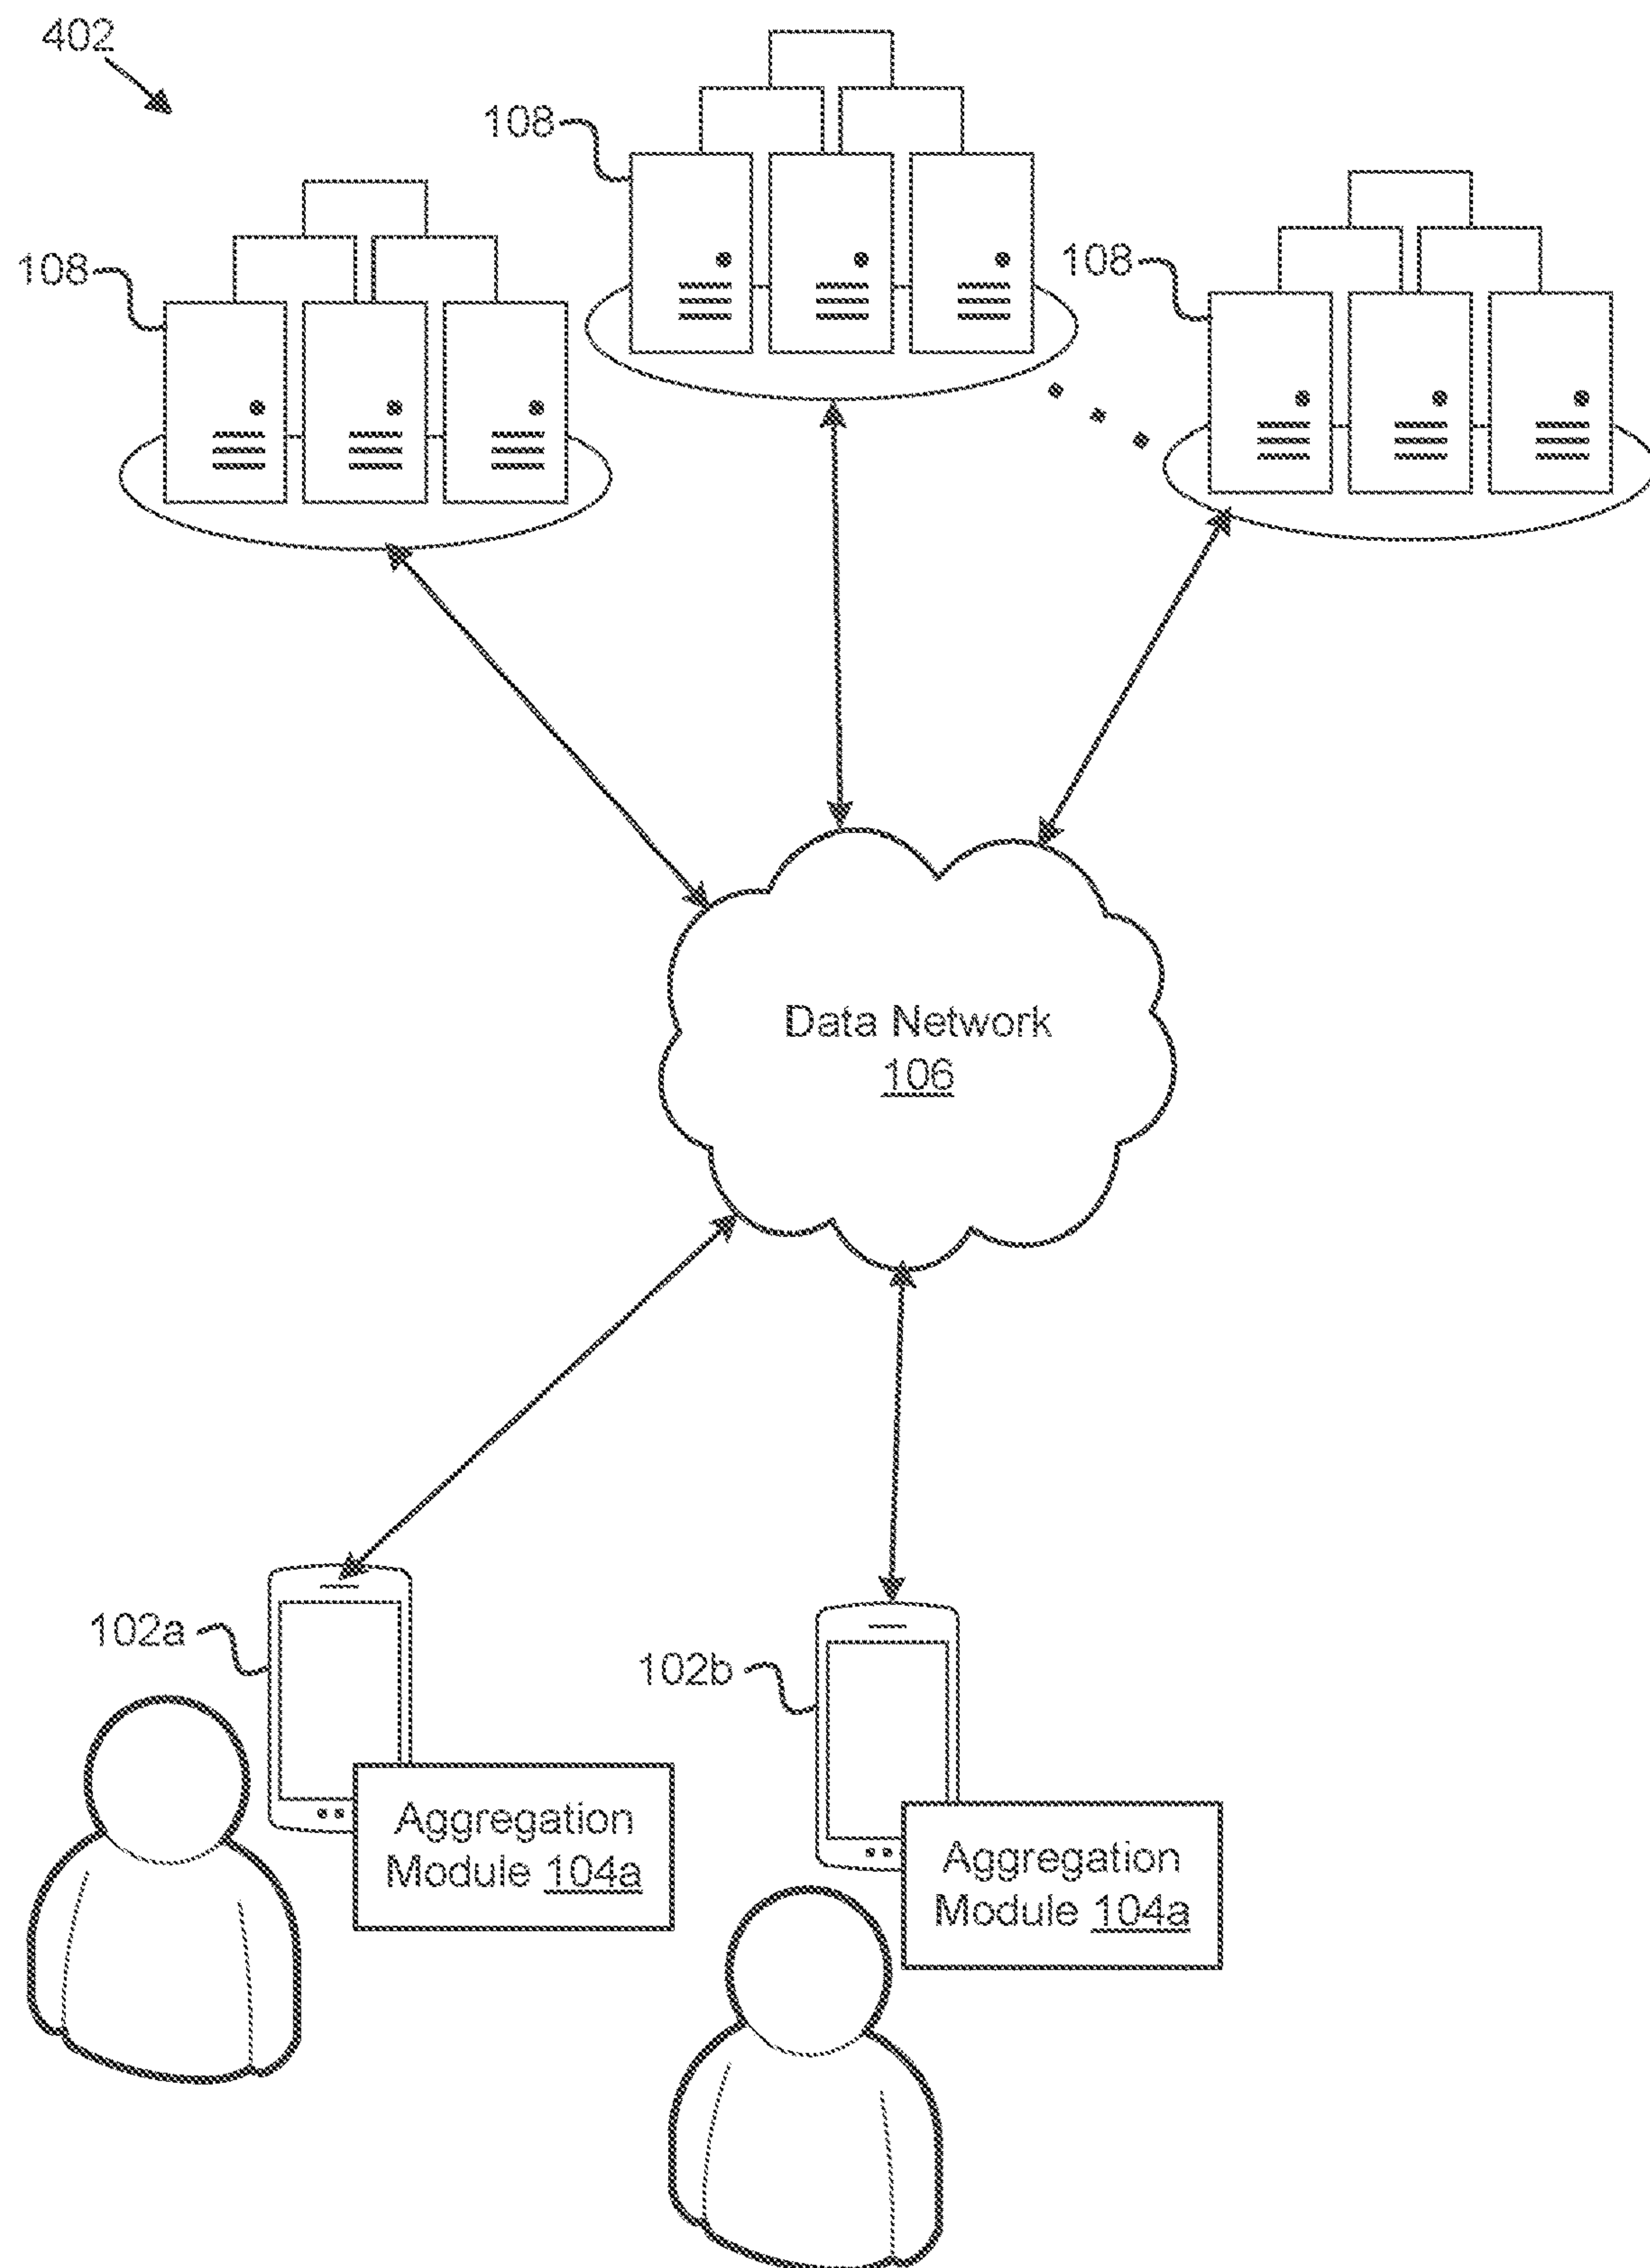 402
108
108
108
Data Network
106
102a
102b
Aggregation
Module 104a
Aggregation
Module 104a